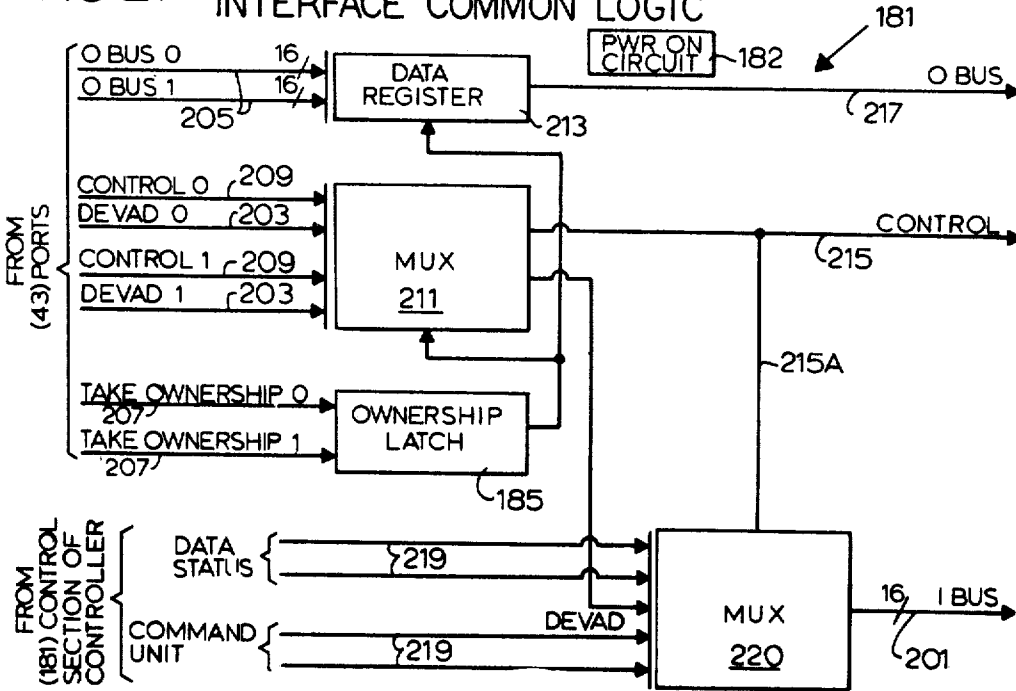 INTERFACE COMMON LOGIC
181
PWR ON
CIRCUIT
182
O BUS 0
16
O BUS 1
16
205
DATA
REGISTER
213
O BUS
217
FROM
(43) PORTS
CONTROL 0
209
DEVAD 0
203
CONTROL 1
209
DEVAD 1
203
MUX
211
CONTROL
215
215A
TAKE OWNERSHIP 0
207
TAKE OWNERSHIP 1
207
OWNERSHIP
LATCH
185
FROM
(181) CONTROL
SECTION OF
CONTROLLER
DATA
STATUS
219
DEVAD
COMMAND
UNIT
219
MUX
220
16
I BUS
201